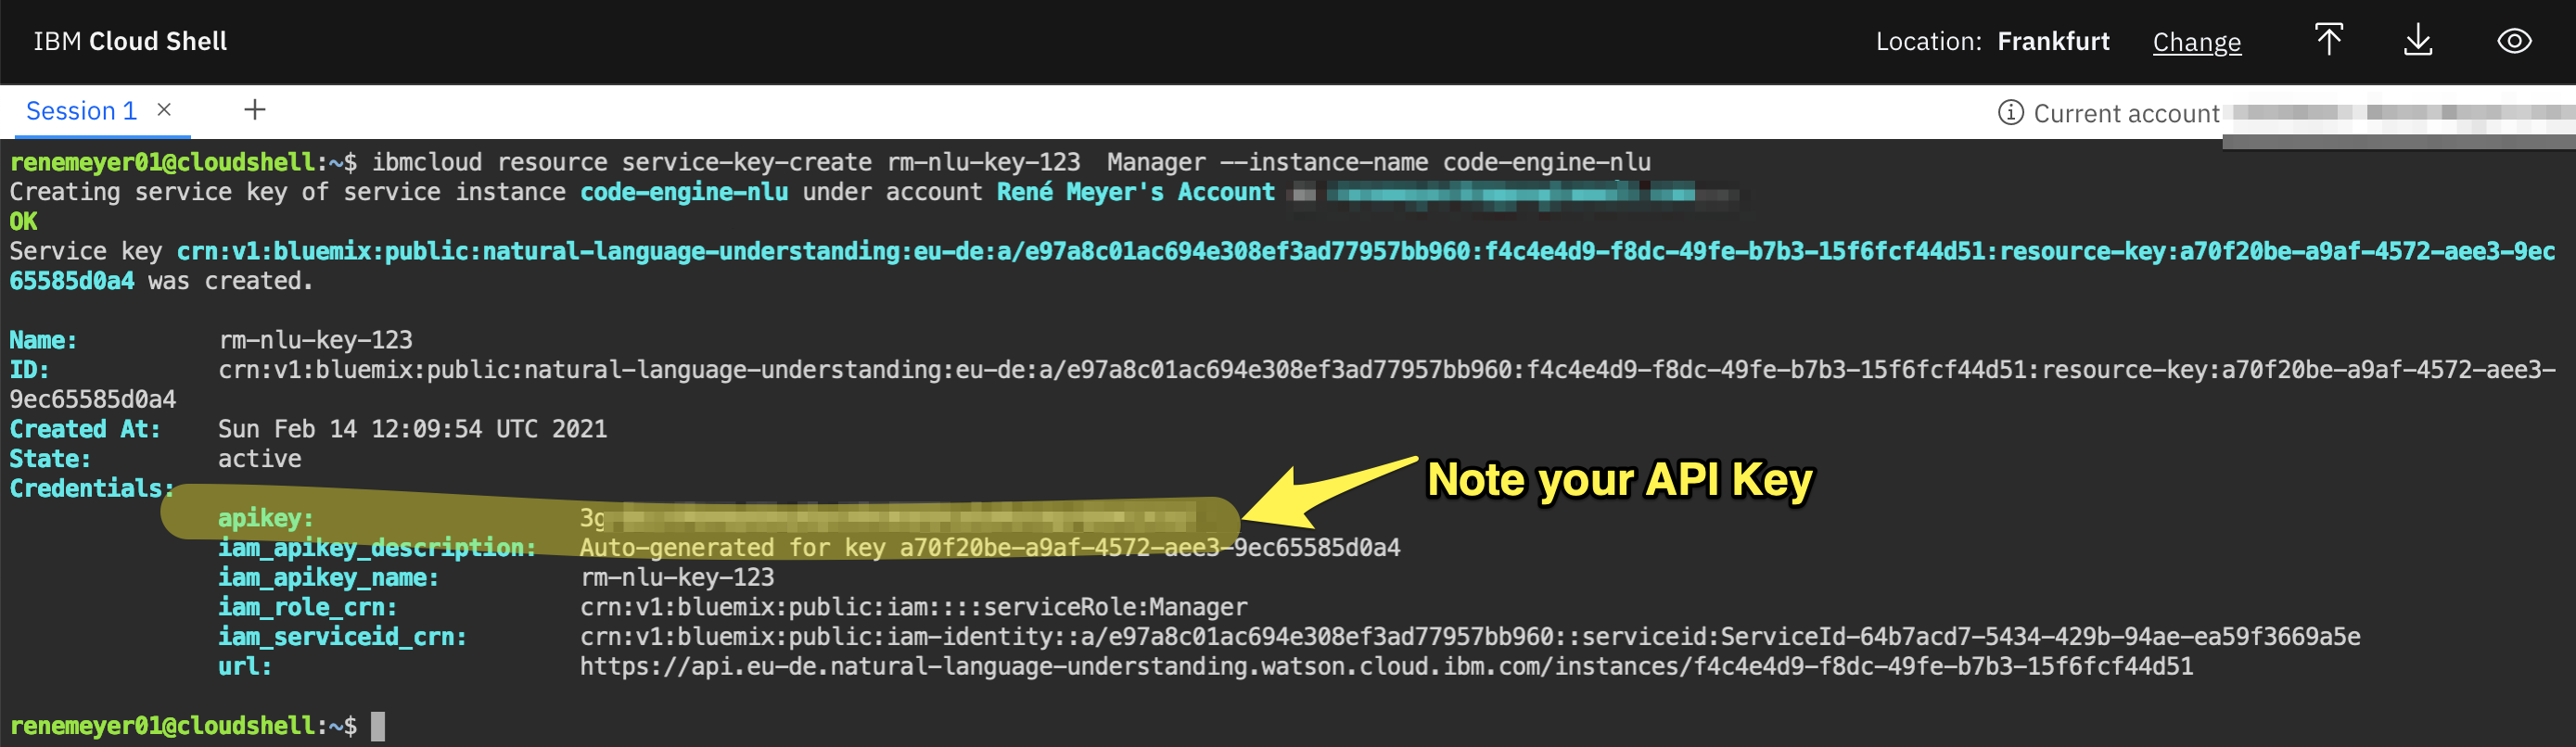 IBM Cloud Shell
Location: Frankfurt Change
Session 1 × +
Current account
renemeyer01@cloudshell:~$ ibmcloud resource service-key-create rm-nlu-key-123  Manager --instance-name code-engine-nlu
Creating service key of service instance code-engine-nlu under account René Meyer's Account
OK
Service key crn:v1:bluemix:public:natural-language-understanding:eu-de:a/e97a8c01ac694e308ef3ad77957bb960:f4c4e4d9-f8dc-49fe-b7b3-15f6fcf44d51:resource-key:a70f20be-a9af-4572-aee3-9ec
65585d0a4 was created.
Name: rm-nlu-key-123
ID: crn:v1:bluemix:public:natural-language-understanding:eu-de:a/e97a8c01ac694e308ef3ad77957bb960:f4c4e4d9-f8dc-49fe-b7b3-15f6fcf44d51:resource-key:a70f20be-a9af-4572-aee3-
9ec65585d0a4
Created At: Sun Feb 14 12:09:54 UTC 2021
State: active
Credentials:
Note your API Key
apikey: 3g
iam_apikey_description: Auto-generated for key a70f20be-a9af-4572-aee3-9ec65585d0a4
iam_apikey_name: rm-nlu-key-123
iam_role_crn: crn:v1:bluemix:public:iam::::serviceRole:Manager
iam_serviceid_crn: crn:v1:bluemix:public:iam-identity::a/e97a8c01ac694e308ef3ad77957bb960::serviceid:ServiceId-64b7acd7-5434-429b-94ae-ea59f3669a5e
url: https://api.eu-de.natural-language-understanding.watson.cloud.ibm.com/instances/f4c4e4d9-f8dc-49fe-b7b3-15f6fcf44d51
renemeyer01@cloudshell:~$